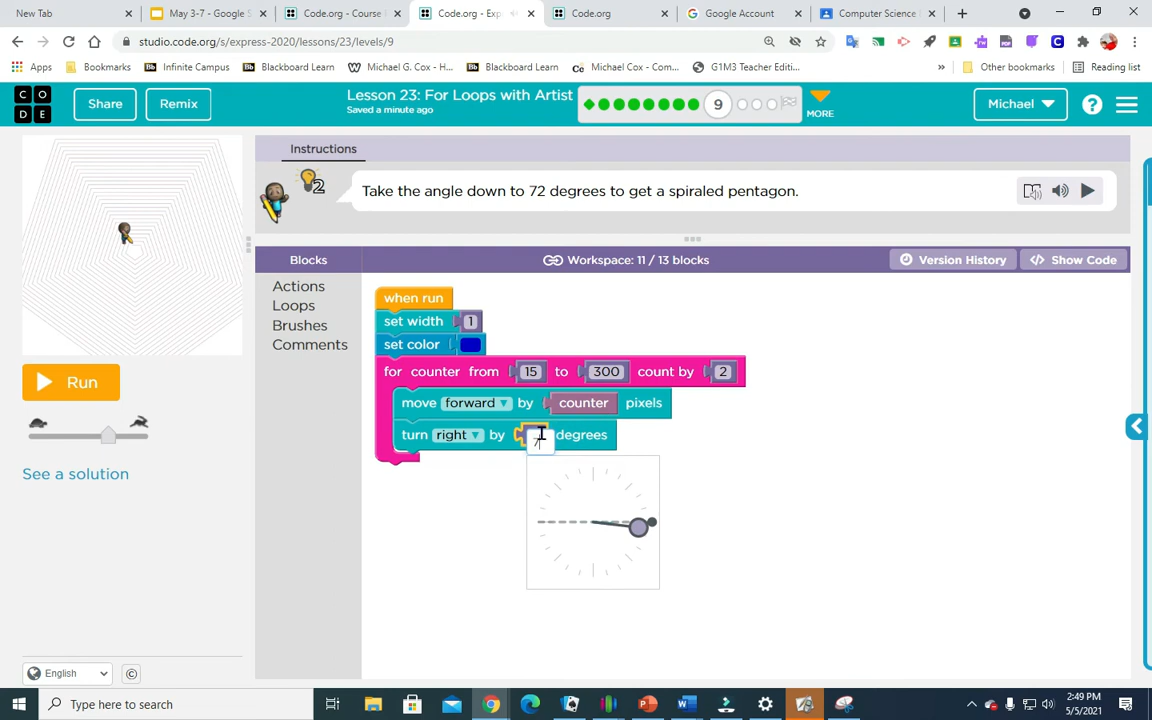 New Tab
May 3-7 - Google S
Code.org - Course
Code.org - Exp
Code.org
Google Account
Computer Science
studio.code.org/s/express-2020/lessons/23/levels/9
Apps
Bookmarks
Infinite Campus
Blackboard Learn
Michael G. Cox - H...
Blackboard Learn
Michael Cox - Com...
G1M3 Teacher Editi...
»
Other bookmarks
Reading list
C O
D E
Share
Remix
Lesson 23: For Loops with Artist
Saved a minute ago
9
MORE
Michael
?
Instructions
2
Take the angle down to 72 degrees to get a spiraled pentagon.
Blocks
Workspace: 11 / 13 blocks
Version History
</> Show Code
Actions
Loops
Brushes
Comments
when run
set width 1
set color
for counter from 15 to 300 count by 2
move forward by counter pixels
turn right by 7 degrees
Run
See a solution
English
©
Type here to search
2:49 PM
5/5/2021